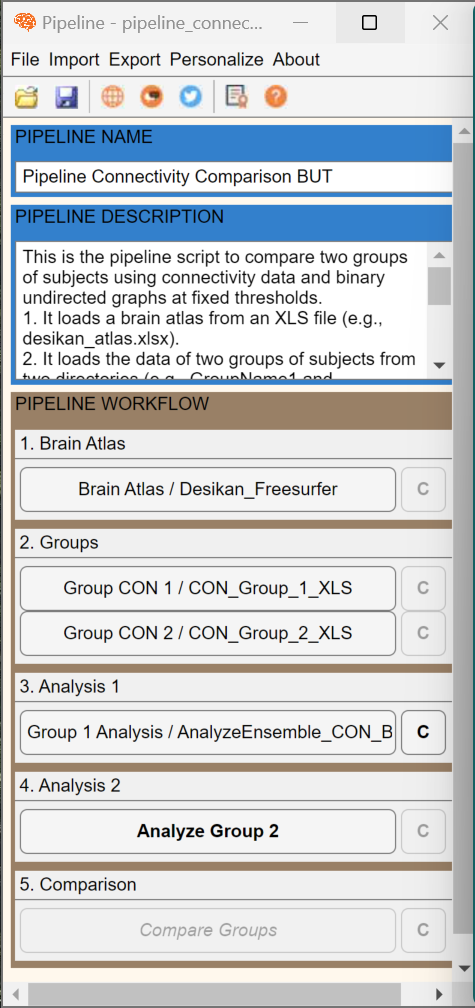 Pipeline - pipeline_connec...
File Import Export Personalize About
PIPELINE NAME
Pipeline Connectivity Comparison BUT
PIPELINE DESCRIPTION
This is the pipeline script to compare two groups
of subjects using connectivity data and binary
undirected graphs at fixed thresholds.
1. It loads a brain atlas from an XLS file (e.g.,
desikan_atlas.xlsx).
2. It loads the data of two groups of subjects from
two directories (e.g., GroupName1 and
PIPELINE WORKFLOW
1. Brain Atlas
Brain Atlas / Desikan_Freesurfer C
2. Groups
Group CON 1 / CON_Group_1_XLS C
Group CON 2 / CON_Group_2_XLS C
3. Analysis 1
Group 1 Analysis / AnalyzeEnsemble_CON_B C
4. Analysis 2
Analyze Group 2 C
5. Comparison
Compare Groups C